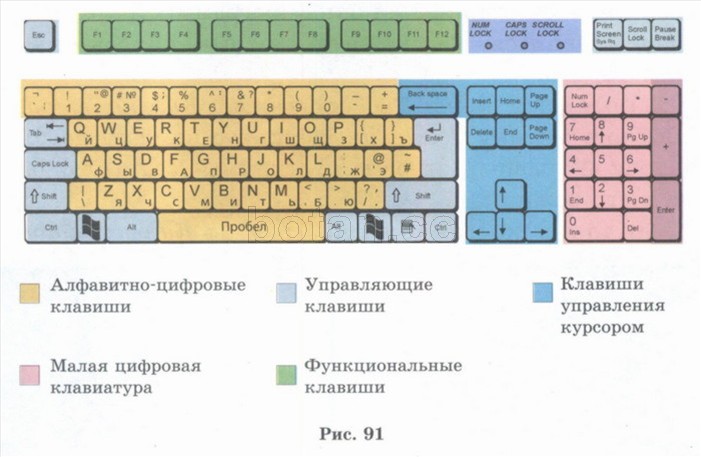 Esc F1 F2 F3 F4 F5 F6 F7 F8 F9 F10 F11 F12 NUM LOCK CAPS LOCK SCROLL LOCK Print Screen Sys Rq Scroll Lock Pause Break
! 1 "@ 2 # № 3 $ ; 4 % 5 ^ : 6 & ? 7 * 8 ( 9 ) 0 – - + = Back space Insert Home Page Up Num Lock / * -
Tab Q Й W Ц E У R К T Е Y Н U Г I Ш O Щ P З { [ Х } ] Ъ Enter Delete End Page Down 7 Home 8 9 Pg Up +
Caps Lock A Ф S Ы D В F А G П H Р J О K Л L Д : ; Ж @ ' Э ~ # 4 5 6
Shift | \ Z Я X Ч C С V М B И N Т M Ь < , Б > . Ю ? / Shift 1 End 2 3 Pg Dn Enter
Ctrl Alt Пробел Alt Ctrl 0 Ins Del
botan.cc
Алфавитно-цифровые клавиши
Управляющие клавиши
Клавиши управления курсором
Малая цифровая клавиатура
Функциональные клавиши
Рис. 91